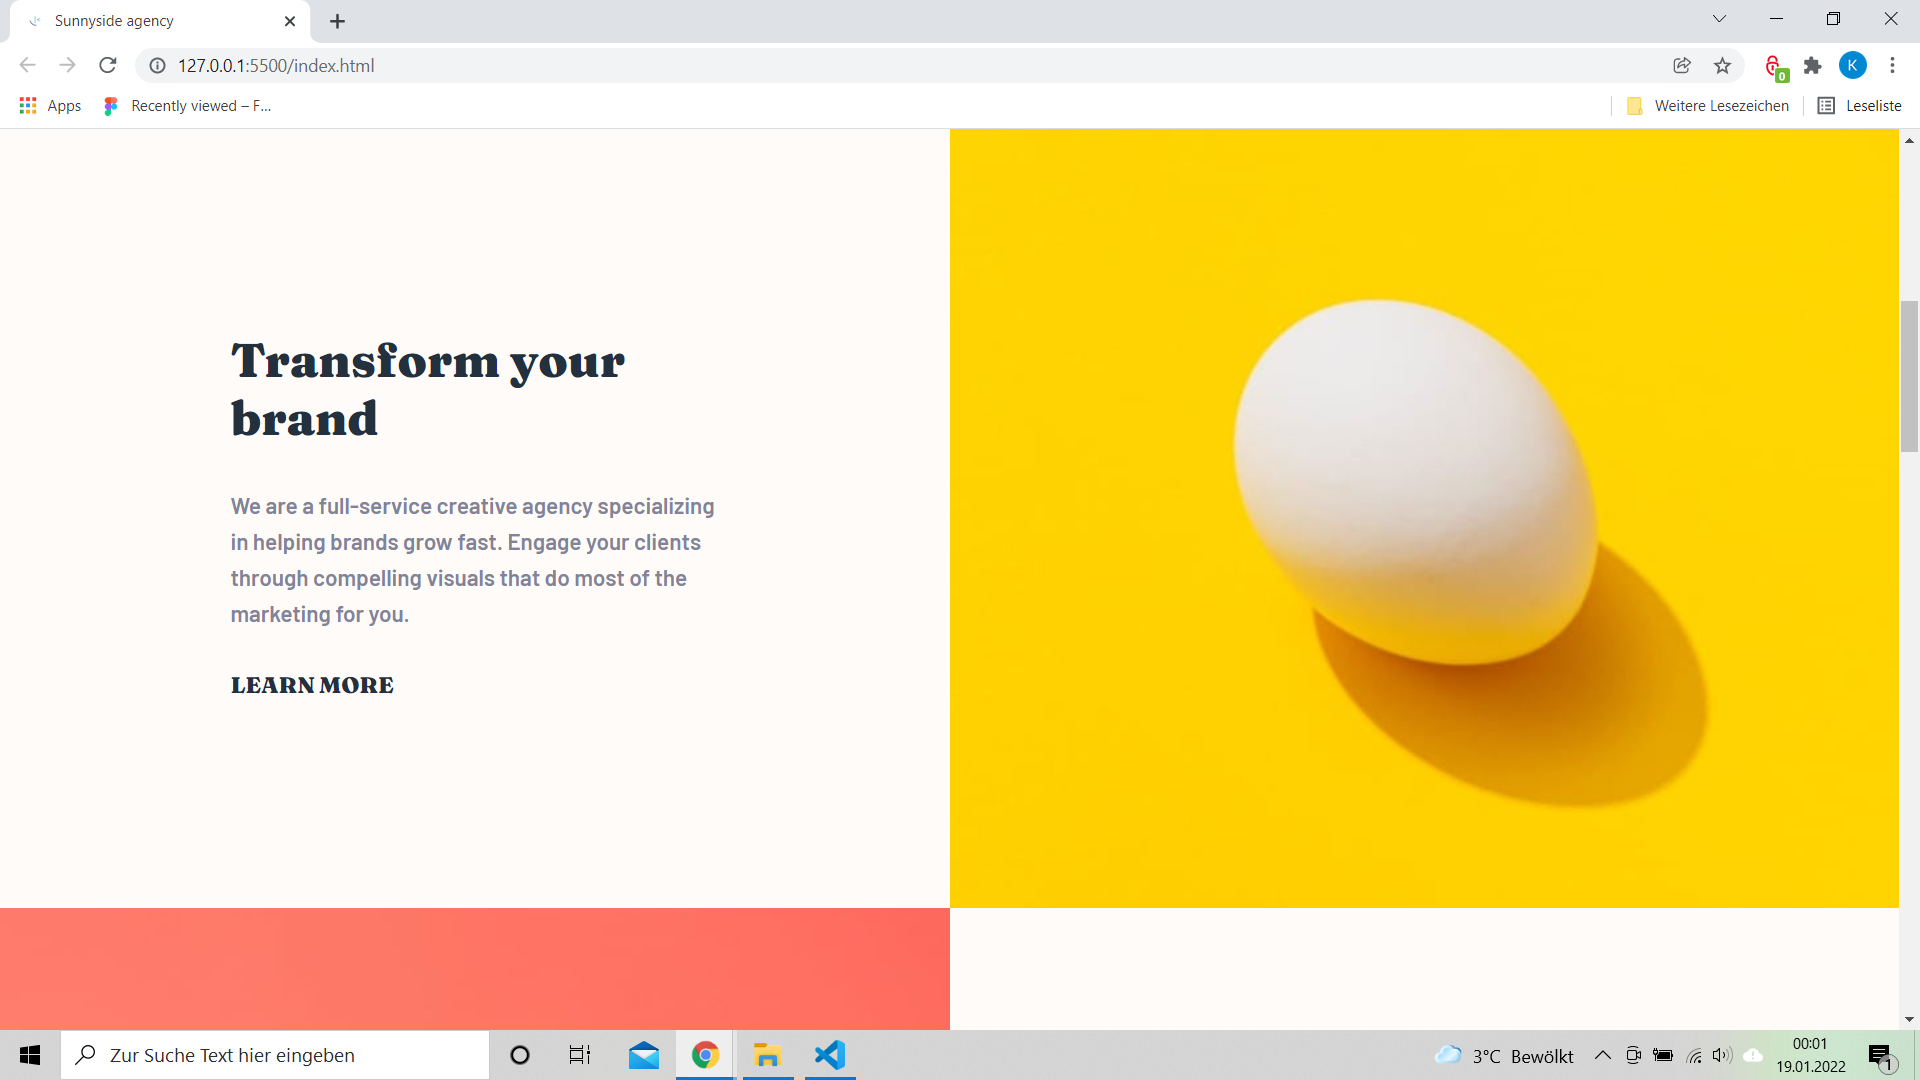 Sunnyside agency
127.0.0.1:5500/index.html
K
0
Apps
Recently viewed – F...
Weitere Lesezeichen
Leseliste
Transform your
brand
We are a full-service creative agency specializing
in helping brands grow fast. Engage your clients
through compelling visuals that do most of the
marketing for you.
LEARN MORE
Zur Suche Text hier eingeben
3°C Bewölkt
00:01
19.01.2022
1